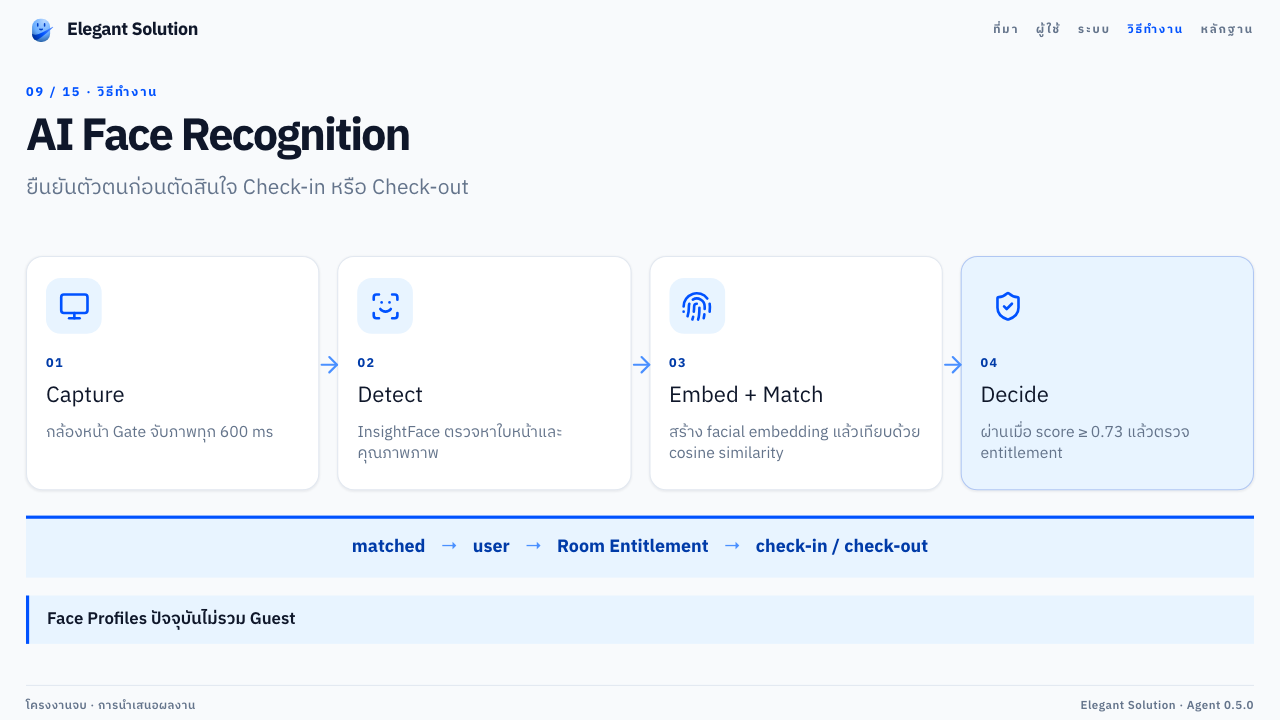 Elegant Solution
ที่มา ผู้ใช้ ระบบ วิธีทำงาน หลักฐาน
09 / 15 · วิธีทำงาน
AI Face Recognition
ยืนยันตัวตนก่อนตัดสินใจ Check-in หรือ Check-out
01
Capture
กล้องหน้า Gate จับภาพทุก 600 ms
02
Detect
InsightFace ตรวจหาใบหน้าและ
คุณภาพภาพ
03
Embed + Match
สร้าง facial embedding แล้วเทียบด้วย
cosine similarity
04
Decide
ผ่านเมื่อ score ≥ 0.73 แล้วตรวจ
entitlement
matched → user → Room Entitlement → check-in / check-out
Face Profiles ปัจจุบันไม่รวม Guest
โครงงานจบ · การนำเสนอผลงาน
Elegant Solution · Agent 0.5.0